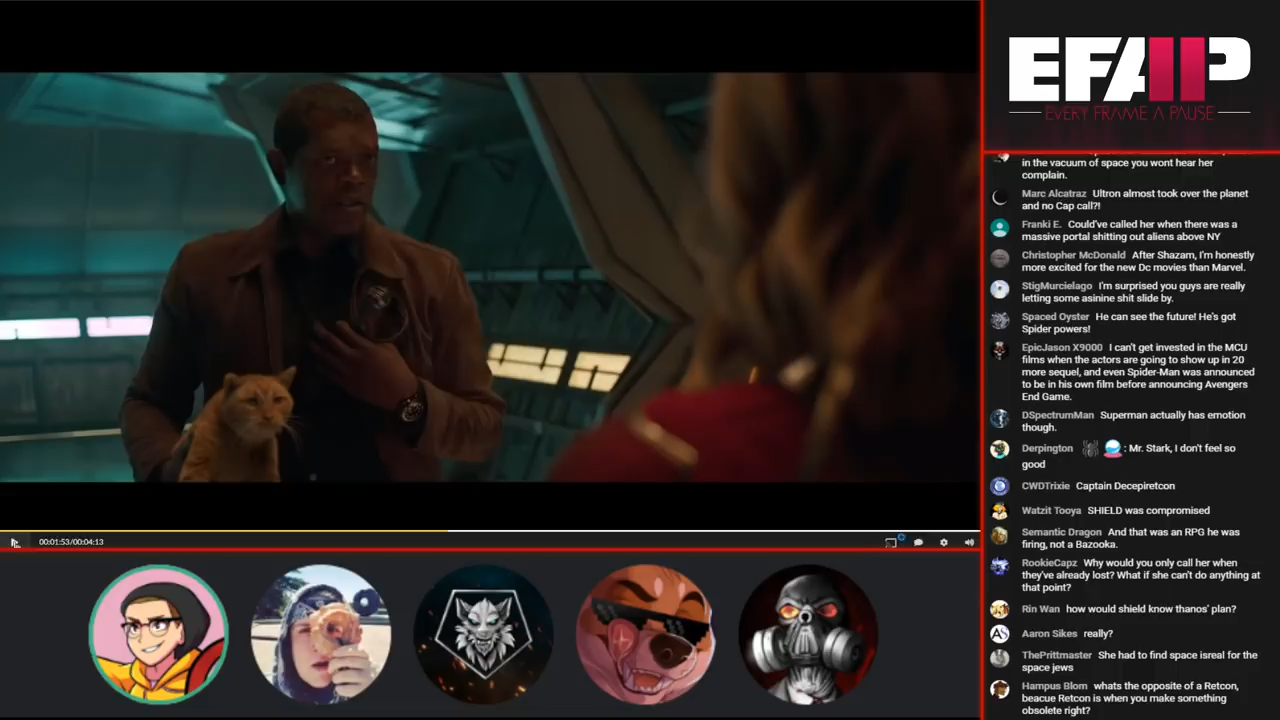 EFAP
EVERY FRAME A PAUSE
in the vacuum of space you wont hear her
complain.
Marc Alcatraz Ultron almost took over the planet
and no Cap call?!
Franki E. Could've called her when there was a
massive portal shitting out aliens above NY
Christopher McDonald After Shazam, I'm honestly
more excited for the new Dc movies than Marvel.
StigMurcielago I'm surprised you guys are really
letting some asinine shit slide by.
Spaced Oyster He can see the future! He's got
Spider powers!
EpicJason X9000 I can't get invested in the MCU
films when the actors are going to show up in 20
more sequel, and even Spider-Man was announced
to be in his own film before announcing Avengers
End Game.
DSpectrumMan Superman actually has emotion
though.
Derpington : Mr. Stark, I don't feel so
good
CWDTrixie Captain Decepiretcon
Watzit Tooya SHIELD was compromised
Semantic Dragon And that was an RPG he was
firing, not a Bazooka.
RookieCapz Why would you only call her when
they've already lost? What if she can't do anything at
that point?
Rin Wan how would shield know thanos' plan?
AS Aaron Sikes really?
ThePrittmaster She had to find space isreal for the
space jews
Hampus Blom whats the opposite of a Retcon,
beacue Retcon is when you make something
obsolete right?
00:01:53/00:04:13